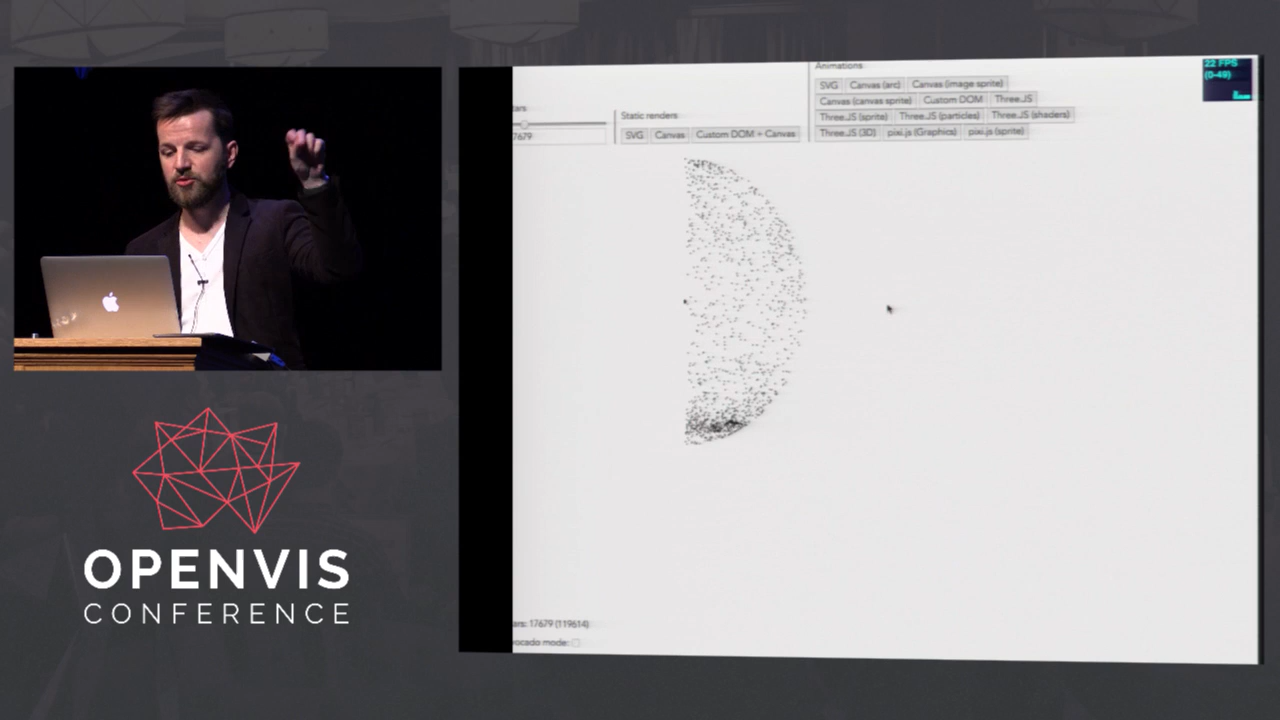 OPENVIS
CONFERENCE
ars
7679
Static renders
SVG Canvas Custom DOM + Canvas
Animations
SVG Canvas (arc) Canvas (image sprite)
Canvas (canvas sprite) Custom DOM Three.JS
Three.JS (sprite) Three.JS (particles) Three.JS (shaders)
Three.JS (3D) pixi.js (Graphics) pixi.js (sprite)
22 FPS
(0-49)
ars: 17679 (119614)
vocado mode: